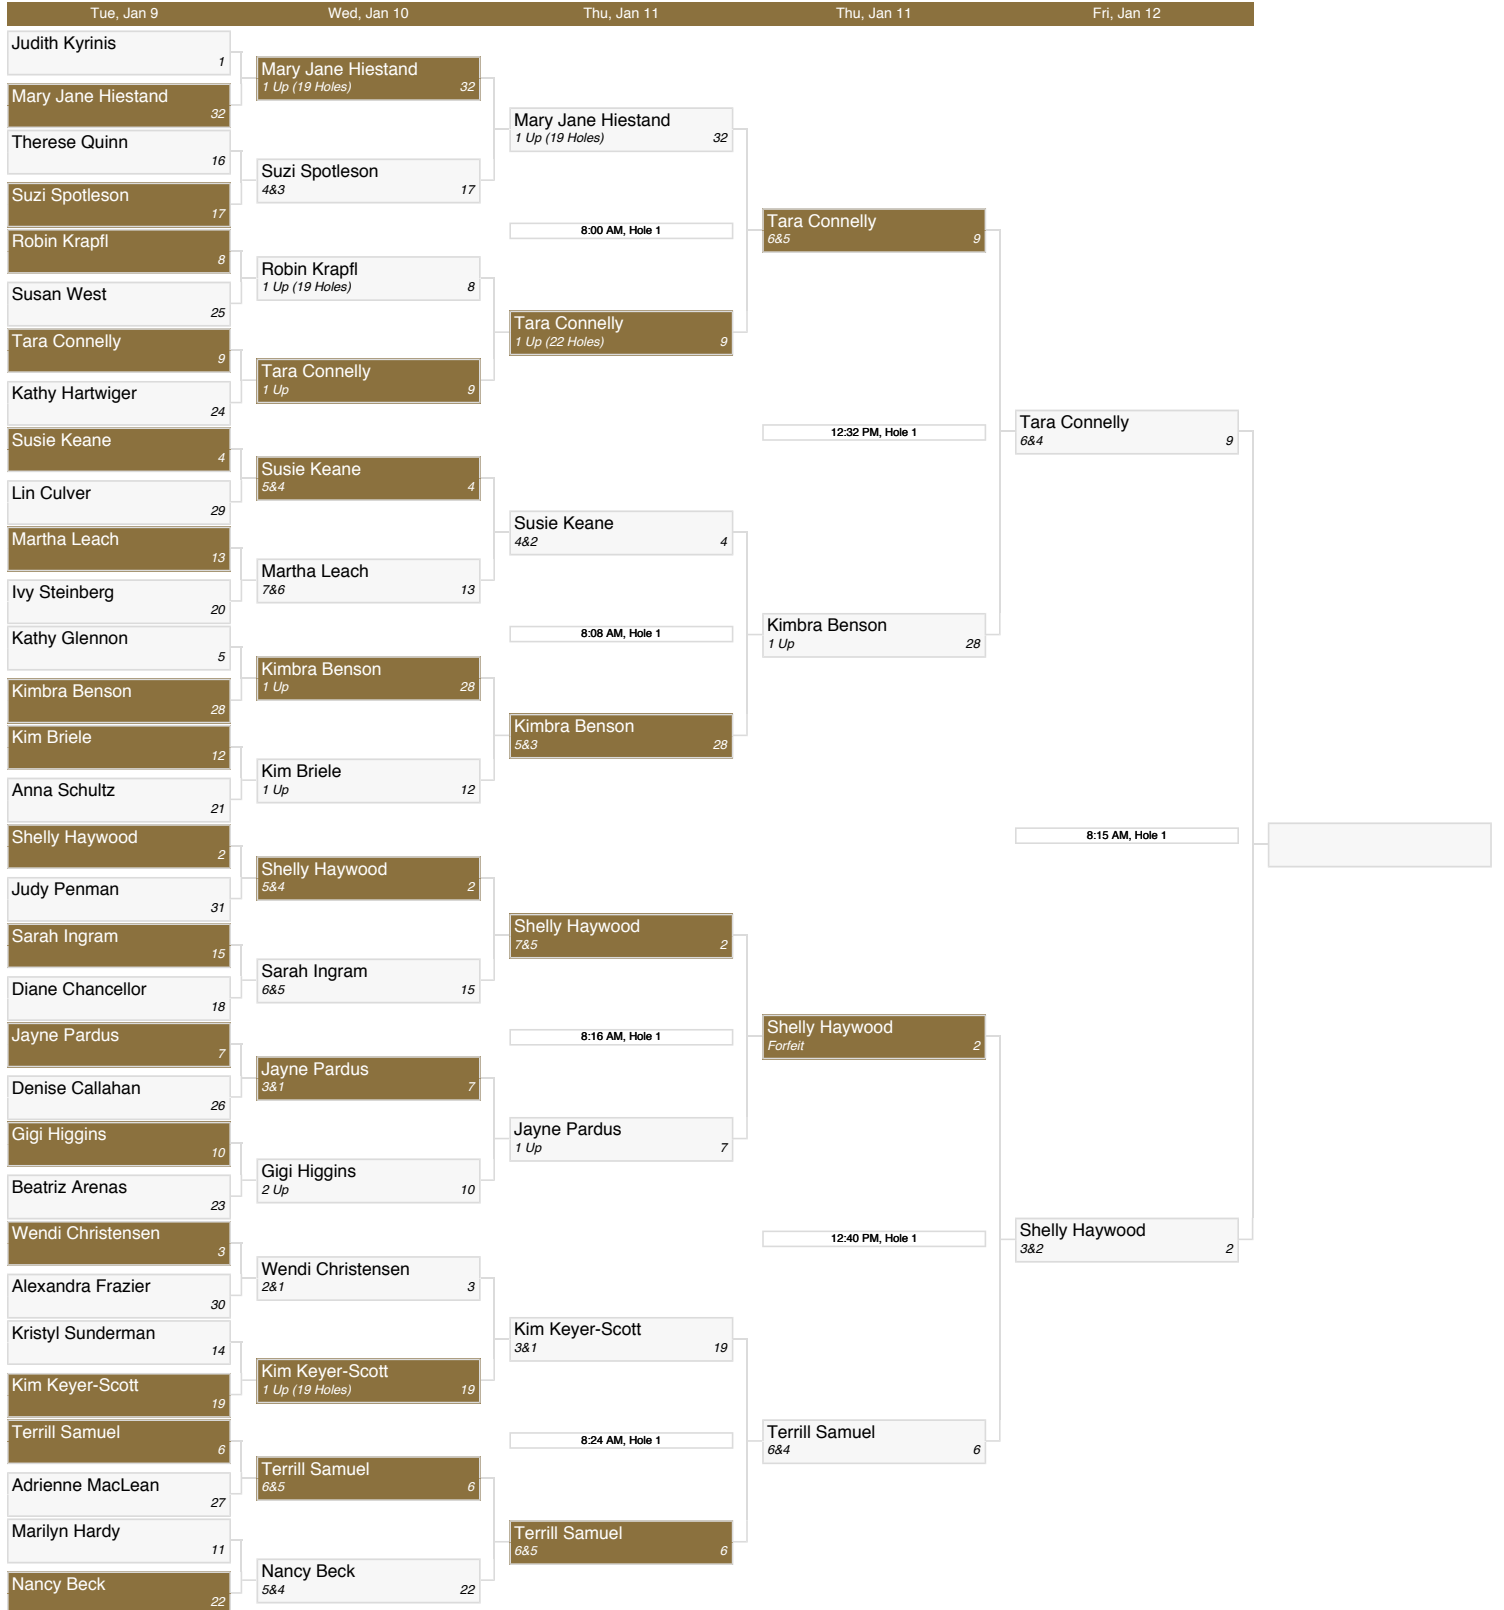 Tue, Jan 9
Wed, Jan 10
Thu, Jan 11
Thu, Jan 11
Fri, Jan 12
Judith Kyrinis
1
Mary Jane Hiestand
32
Therese Quinn
16
Suzi Spotleson
17
Robin Krapfl
8
Susan West
25
Tara Connelly
9
Kathy Hartwiger
24
Susie Keane
4
Lin Culver
29
Martha Leach
13
Ivy Steinberg
20
Kathy Glennon
5
Kimbra Benson
28
Kim Briele
12
Anna Schultz
21
Shelly Haywood
2
Judy Penman
31
Sarah Ingram
15
Diane Chancellor
18
Jayne Pardus
7
Denise Callahan
26
Gigi Higgins
10
Beatriz Arenas
23
Wendi Christensen
3
Alexandra Frazier
30
Kristyl Sunderman
14
Kim Keyer-Scott
19
Terrill Samuel
6
Adrienne MacLean
27
Marilyn Hardy
11
Nancy Beck
22
Mary Jane Hiestand
1 Up (19 Holes) 32
Suzi Spotleson
4&3 17
Robin Krapfl
1 Up (19 Holes) 8
Tara Connelly
1 Up 9
Susie Keane
5&4 4
Martha Leach
7&6 13
Kimbra Benson
1 Up 28
Kim Briele
1 Up 12
Shelly Haywood
5&4 2
Sarah Ingram
6&5 15
Jayne Pardus
3&1 7
Gigi Higgins
2 Up 10
Wendi Christensen
2&1 3
Kim Keyer-Scott
1 Up (19 Holes) 19
Terrill Samuel
6&5 6
Nancy Beck
5&4 22
Mary Jane Hiestand
1 Up (19 Holes) 32
8:00 AM, Hole 1
Tara Connelly
1 Up (22 Holes) 9
Susie Keane
4&2 4
8:08 AM, Hole 1
Kimbra Benson
5&3 28
Shelly Haywood
7&5 2
8:16 AM, Hole 1
Jayne Pardus
1 Up 7
Kim Keyer-Scott
3&1 19
8:24 AM, Hole 1
Terrill Samuel
6&5 6
Tara Connelly
6&5 9
12:32 PM, Hole 1
Kimbra Benson
1 Up 28
Shelly Haywood
Forfeit 2
12:40 PM, Hole 1
Terrill Samuel
6&4 6
Tara Connelly
6&4 9
8:15 AM, Hole 1
Shelly Haywood
3&2 2